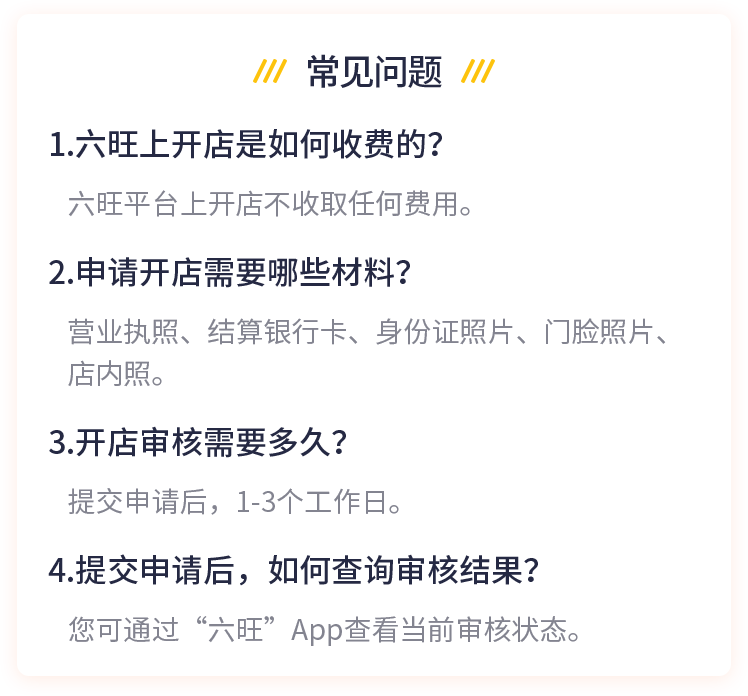 常见问题
1.六旺上开店是如何收费的？
六旺平台上开店不收取任何费用。
2.申请开店需要哪些材料？
营业执照、结算银行卡、身份证照片、门脸照片、
店内照。
3.开店审核需要多久？
提交申请后，1-3个工作日。
4.提交申请后，如何查询审核结果？
您可通过“六旺”App查看当前审核状态。